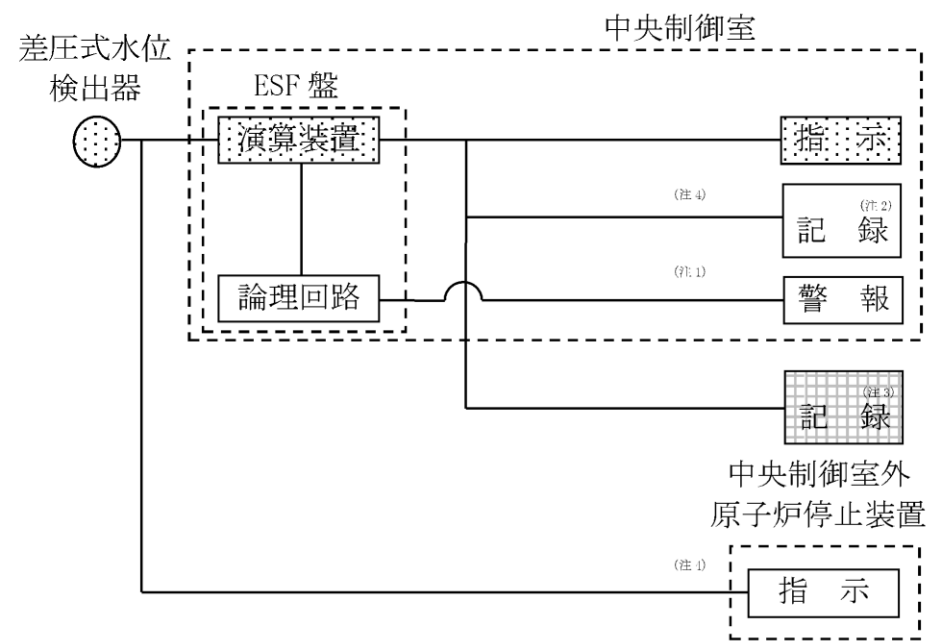 中央制御室
差圧式水位
検出器
ESF 盤
演算装置
指 示
(注 4)
(注 2)
記 録
(注 1)
論理回路
警 報
(注 3)
記 録
中央制御室外
原子炉停止装置
指 示